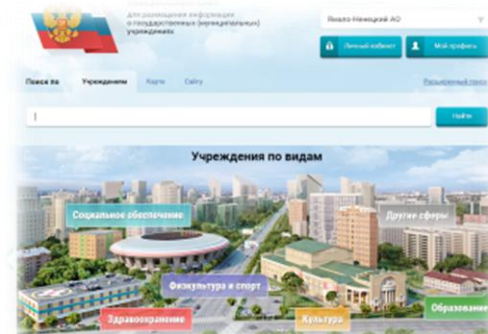 для размещения информации
о государственных (муниципальных)
учреждениях
Ямало-Ненецкий АО
Личный кабинет
Мой профиль
Поиск по
Учреждениям
Карте
Сайту
Расширенный поиск
Найти
Учреждения по видам
Социальное обеспечение
Другие сферы
Физкультура и спорт
Образование
Здравоохранение
Культура